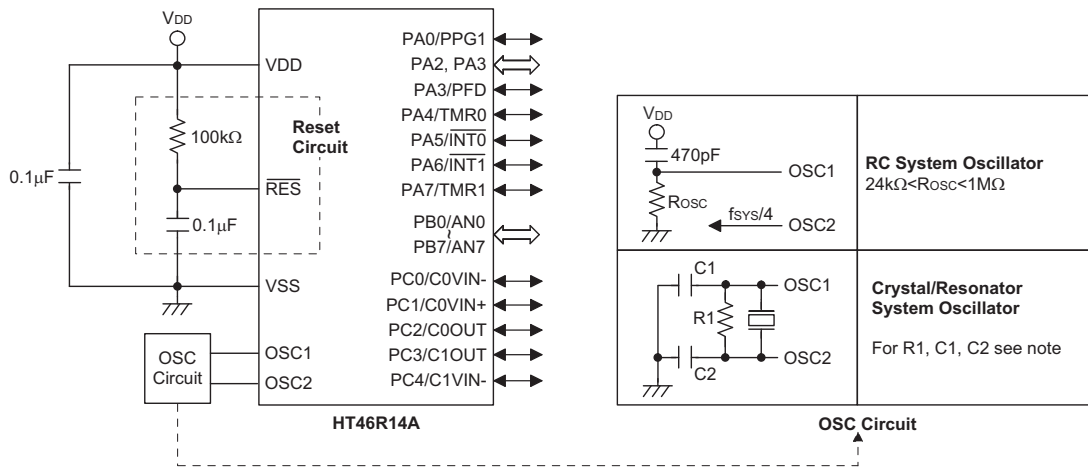 VDD
VDD
100kΩ
Reset
Circuit
0.1μF
RES
0.1μF
VSS
OSC
Circuit
OSC1
OSC2
PA0/PPG1
PA2, PA3
PA3/PFD
PA4/TMR0
PA5/INT0
PA6/INT1
PA7/TMR1
PB0/AN0
~
PB7/AN7
PC0/C0VIN-
PC1/C0VIN+
PC2/C0OUT
PC3/C1OUT
PC4/C1VIN-
HT46R14A
VDD
470pF
OSC1
ROSC
fSYS/4
OSC2
RC System Oscillator
24kΩ<ROSC<1MΩ
C1
OSC1
R1
C2
OSC2
Crystal/Resonator
System Oscillator
For R1, C1, C2 see note
OSC Circuit